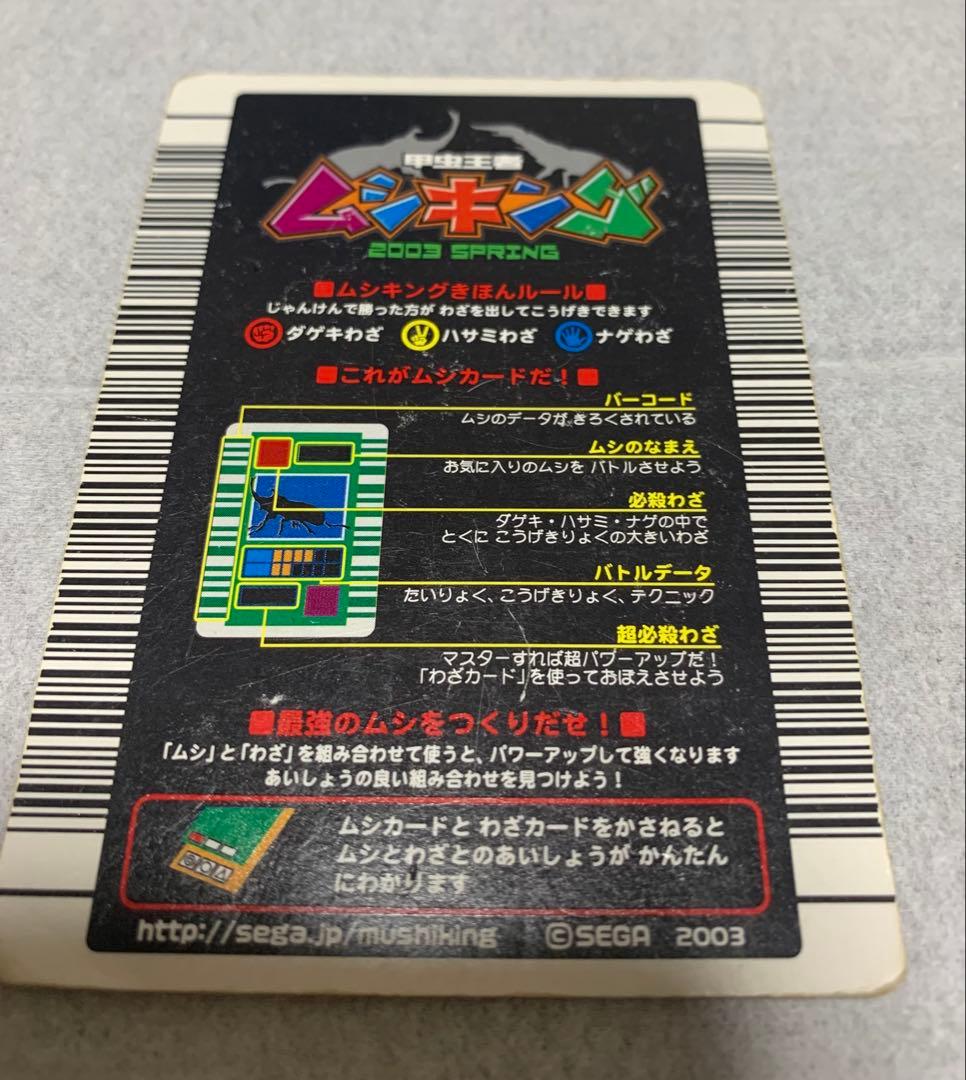 甲虫王者
ムシキング
2003 SPRING
■ムシキングきほんルール■
じゃんけんで勝った方が わざを出してこうげきできます
ダゲキわざ ハサミわざ ナゲわざ
■これがムシカードだ！■
バーコード
ムシのデータが きろくされている
ムシのなまえ
お気に入りのムシを バトルさせよう
必殺わざ
ダゲキ・ハサミ・ナゲの中で
とくに こうげきりょくの大きいわざ
バトルデータ
たいりょく、こうげきりょく、テクニック
超必殺わざ
マスターすれば超パワーアップだ！
「わざカード」を使っておぼえさせよう
■最強のムシをつくりだせ！■
「ムシ」と「わざ」を組み合わせて使うと、パワーアップして強くなります
あいしょうの良い組み合わせを見つけよう！
ムシカードと わざカードをかさねると
ムシとわざとのあいしょうが かんたん
にわかります
http://sega.jp/mushiking ©SEGA 2003